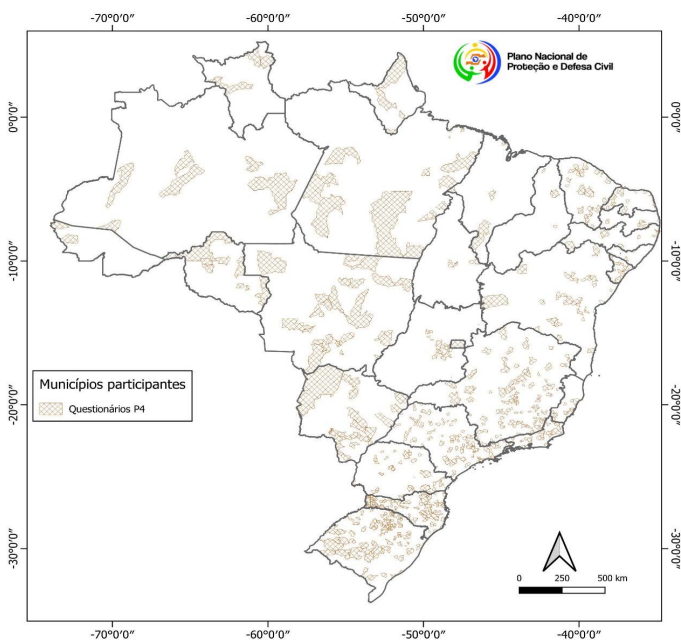 -70°0′0″ -60°0′0″ -50°0′0″ -40°0′0″
Plano Nacional de
Proteção e Defesa Civil
0°0′0″ 0°0′0″
-10°0′0″ -10°0′0″
-20°0′0″ -20°0′0″
-30°0′0″ -30°0′0″
Municípios participantes
Questionários P4
0 250 500 km
-70°0′0″ -60°0′0″ -50°0′0″ -40°0′0″